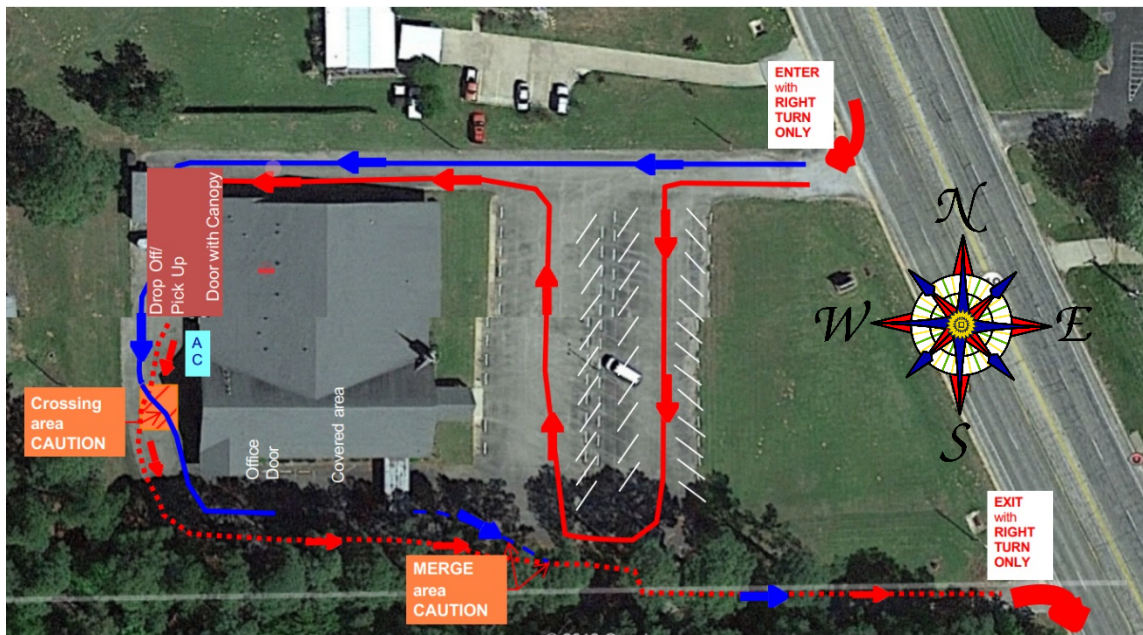 ENTER
with
RIGHT
TURN
ONLY
Drop Off/
Pick Up
Door with Canopy
A
C
Crossing
area
CAUTION
Office
Door
Covered area
MERGE
area
CAUTION
N
W
E
S
EXIT
with
RIGHT
TURN
ONLY